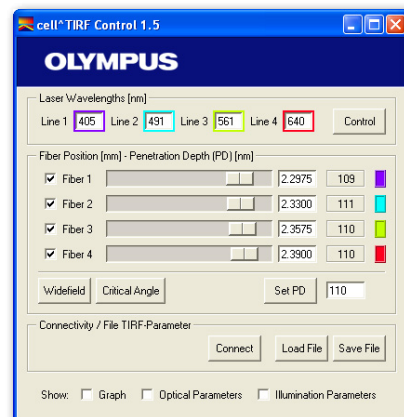 cell^TIRF Control 1.5
OLYMPUS
Laser Wavelengths [nm]
Line 1 405 Line 2 491 Line 3 561 Line 4 640 Control
Fiber Position [mm] - Penetration Depth (PD) [nm]
Fiber 1 2.2975 109
Fiber 2 2.3300 111
Fiber 3 2.3575 110
Fiber 4 2.3900 110
Widefield Critical Angle Set PD 110
Connectivity / File TIRF-Parameter
Connect Load File Save File
Show: Graph Optical Parameters Illumination Parameters